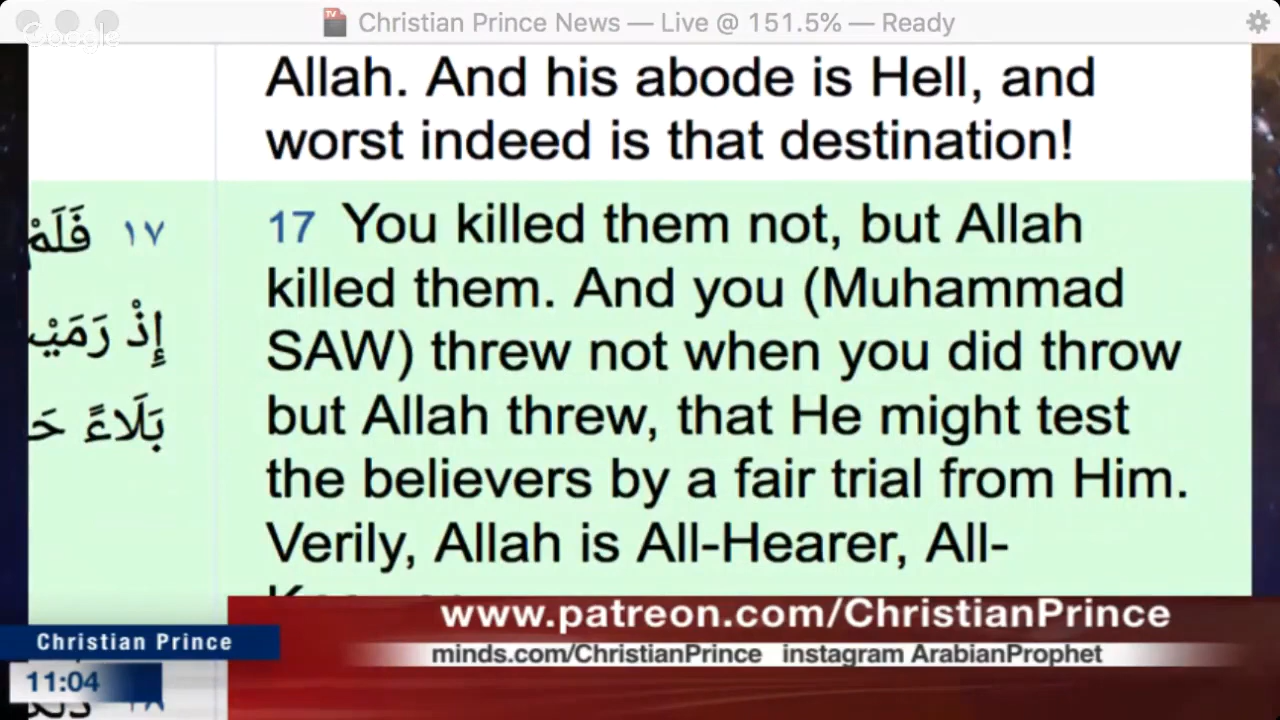 Christian Prince News — Live @ 151.5% — Ready
Google
Allah. And his abode is Hell, and
worst indeed is that destination!
١٧ فَلَمْ
إِذْ رَمَيْ
بَلَاءً حَ
17 You killed them not, but Allah
killed them. And you (Muhammad
SAW) threw not when you did throw
but Allah threw, that He might test
the believers by a fair trial from Him.
Verily, Allah is All-Hearer, All-
www.patreon.com/ChristianPrince
minds.com/ChristianPrince instagram ArabianProphet
Christian Prince
11:04